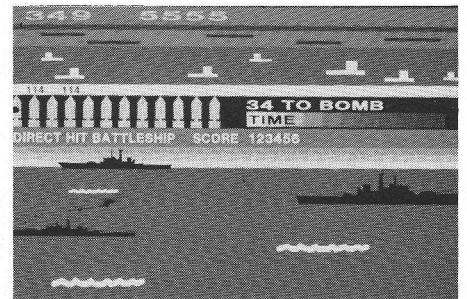 349 5555
114 114
34 TO BOMB
TIME
DIRECT HIT BATTLESHIP SCORE 123456